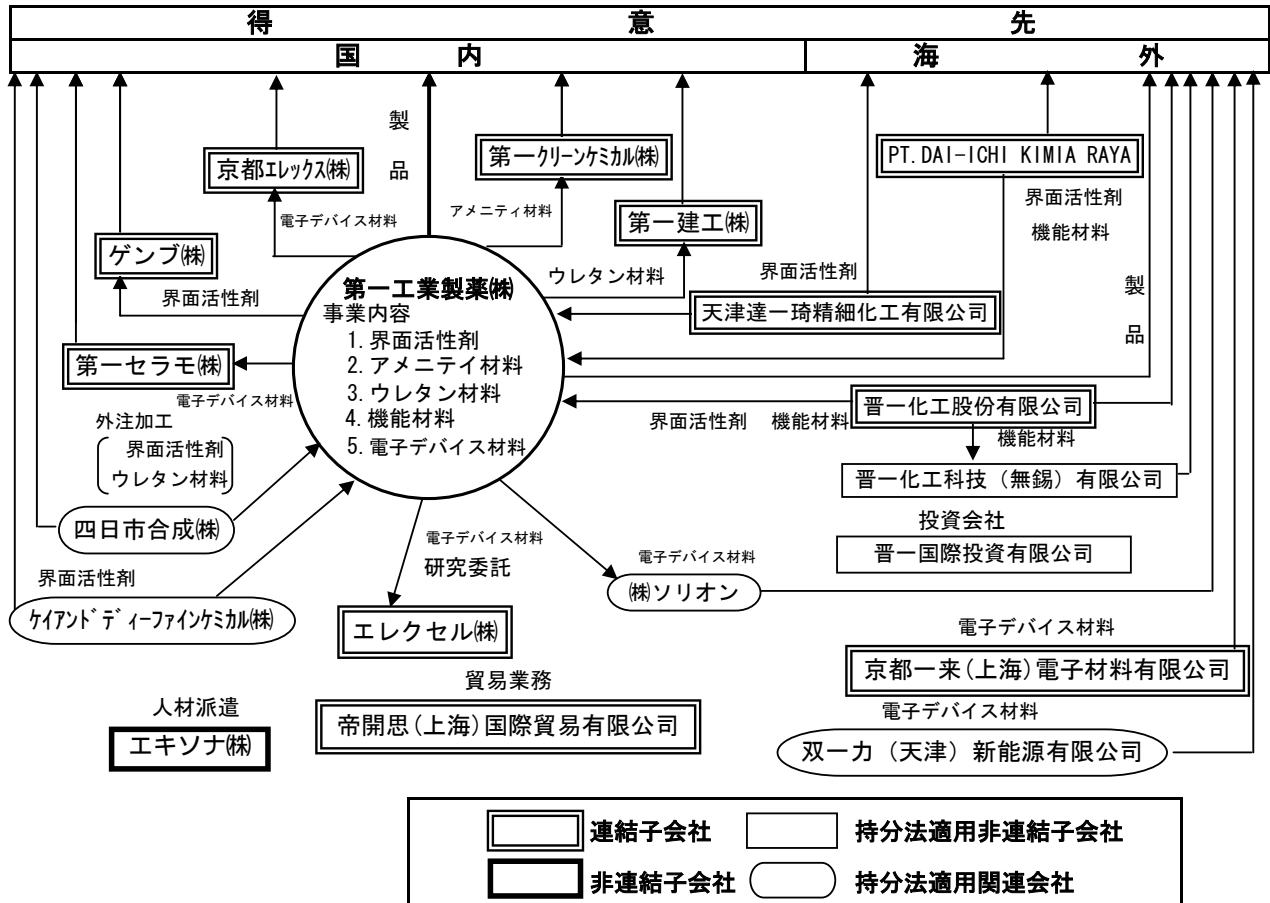 得意先
国内
海外
製
品
京都ｴﾚｯｸｽ㈱
第一ｸﾘｰﾝｹﾐｶﾙ㈱
PT.DAI-ICHI KIMIA RAYA
電子デバイス材料
アメニティ材料
第一建工㈱
界面活性剤
機能材料
ゲンブ㈱
界面活性剤
第一工業製薬㈱
事業内容
1.界面活性剤
2.アメニテイ材料
3.ウレタン材料
4.機能材料
5.電子デバイス材料
ウレタン材料
界面活性剤
天津達一琦精細化工有限公司
製
品
第一セラモ㈱
電子デバイス材料
外注加工
界面活性剤
ウレタン材料
界面活性剤
機能材料
晋一化工股份有限公司
機能材料
晋一化工科技（無錫）有限公司
四日市合成㈱
電子デバイス材料
研究委託
電子デバイス材料
㈱ソリオン
投資会社
晋一国際投資有限公司
界面活性剤
ｹｲｱﾝﾄﾞﾃﾞｨｰﾌｧｲﾝｹﾐｶﾙ㈱
エレクセル㈱
電子デバイス材料
京都一来(上海)電子材料有限公司
貿易業務
帝開思(上海)国際貿易有限公司
人材派遣
エキソナ㈱
電子デバイス材料
双一力（天津）新能源有限公司
連結子会社
持分法適用非連結子会社
非連結子会社
持分法適用関連会社